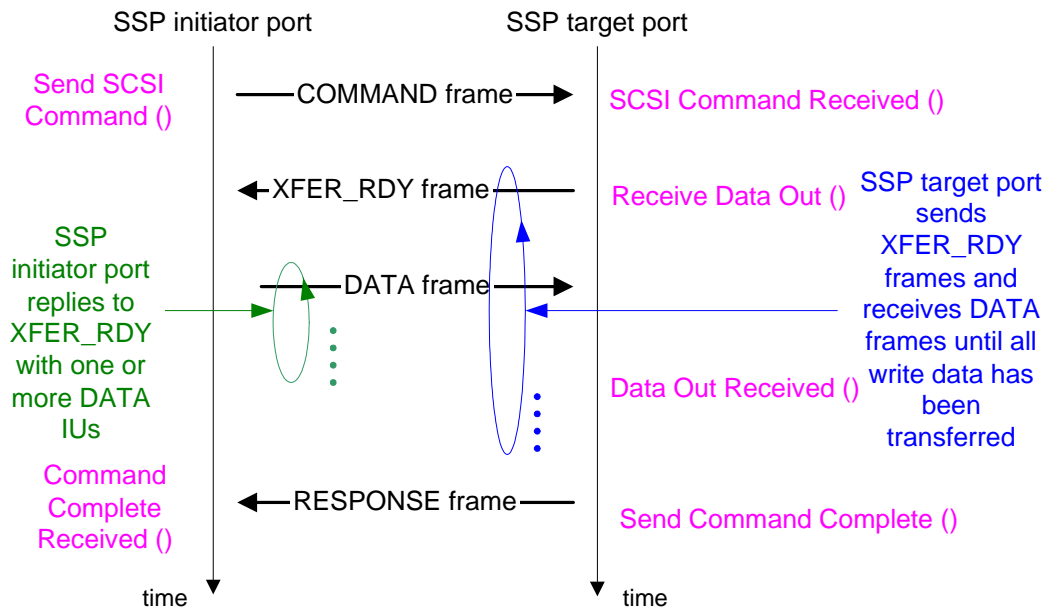 SSP initiator port
SSP target port
Send SCSI
Command ()
COMMAND frame
SCSI Command Received ()
XFER_RDY frame
Receive Data Out ()
SSP target port
sends
XFER_RDY
frames and
receives DATA
frames until all
write data has
been
transferred
SSP
initiator port
replies to
XFER_RDY
with one or
more DATA
IUs
DATA frame
Data Out Received ()
Command
Complete
Received ()
RESPONSE frame
Send Command Complete ()
time
time